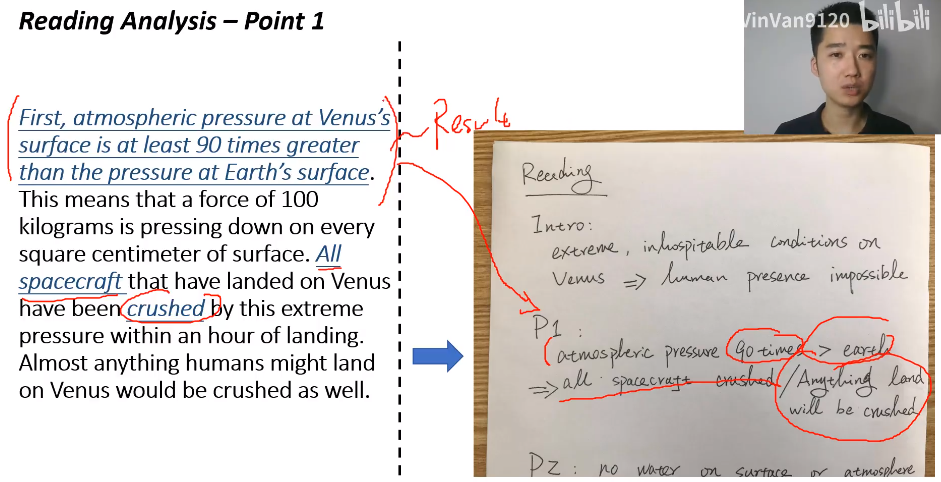 Reading Analysis – Point 1
VinVan9120 bilibili
First, atmospheric pressure at Venus's
surface is at least 90 times greater
than the pressure at Earth's surface.
This means that a force of 100
kilograms is pressing down on every
square centimeter of surface. All
spacecraft that have landed on Venus
have been crushed by this extreme
pressure within an hour of landing.
Almost anything humans might land
on Venus would be crushed as well.
Result
Reading
Intro:
extreme, inhospitable conditions on
Venus ⇒ human presence impossible
P1:
atmospheric pressure 90 times > earth
⇒ all spacecraft crushed / Anything land
will be crushed
P2: no water on surface or atmosphere